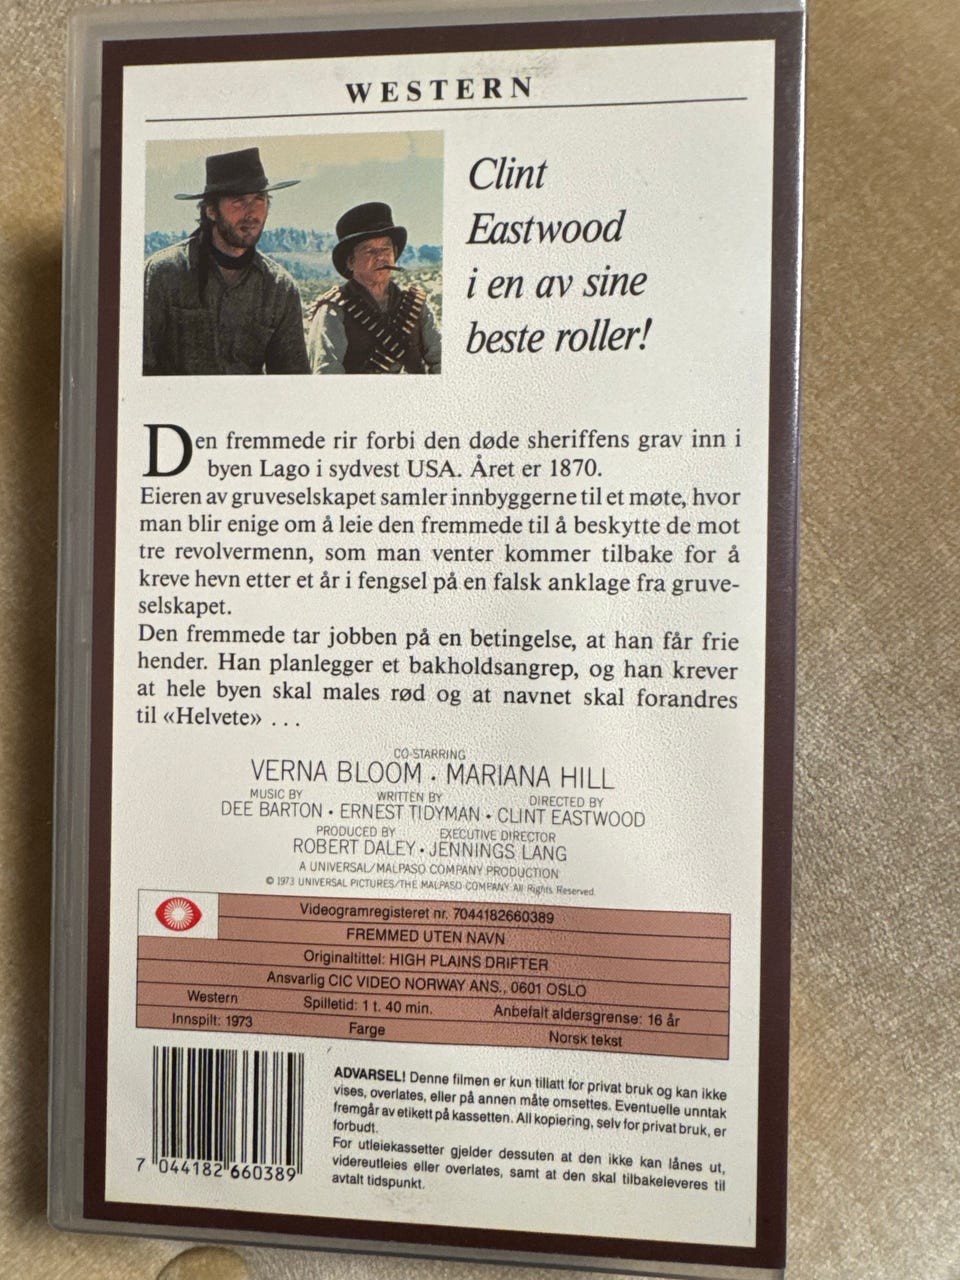 WESTERN
Clint
Eastwood
i en av sine
beste roller!
Den fremmede rir forbi den døde sheriffens grav inn i
byen Lago i sydvest USA. Året er 1870.
Eieren av gruveselskapet samler innbyggerne til et møte, hvor
man blir enige om å leie den fremmede til å beskytte de mot
tre revolvermenn, som man venter kommer tilbake for å
kreve hevn etter et år i fengsel på en falsk anklage fra gruve-
selskapet.
Den fremmede tar jobben på en betingelse, at han får frie
hender. Han planlegger et bakholdsangrep, og han krever
at hele byen skal males rød og at navnet skal forandres
til «Helvete» . . .
CO-STARRING
VERNA BLOOM • MARIANA HILL
MUSIC BY WRITTEN BY DIRECTED BY
DEE BARTON • ERNEST TIDYMAN • CLINT EASTWOOD
PRODUCED BY EXECUTIVE DIRECTOR
ROBERT DALEY • JENNINGS LANG
A UNIVERSAL/MALPASO COMPANY PRODUCTION
© 1973 UNIVERSAL PICTURES/THE MALPASO COMPANY All Rights Reserved.
Videogramregisteret nr. 7044182660389
FREMMED UTEN NAVN
Originaltittel: HIGH PLAINS DRIFTER
Ansvarlig CIC VIDEO NORWAY ANS., 0601 OSLO
Western Spilletid: 1 t. 40 min. Anbefalt aldersgrense: 16 år
Innspilt: 1973 Farge Norsk tekst
ADVARSEL! Denne filmen er kun tillatt for privat bruk og kan ikke
vises, overlates, eller på annen måte omsettes. Eventuelle unntak
fremgår av etikett på kassetten. All kopiering, selv for privat bruk, er
forbudt.
For utleiekassetter gjelder dessuten at den ikke kan lånes ut,
videreutleies eller overlates, samt at den skal tilbakeleveres til
avtalt tidspunkt.
7 044182 660389